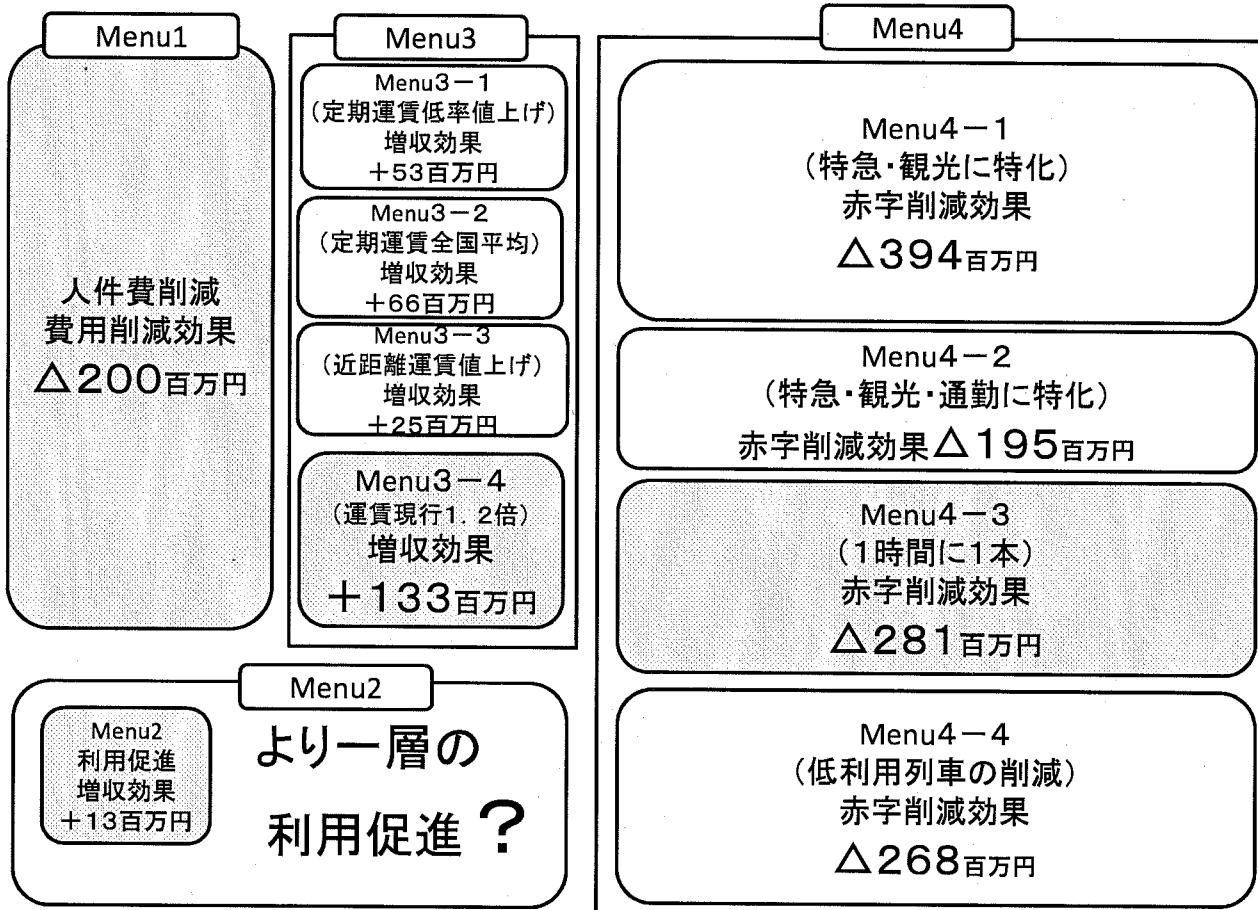 Menu1
人件費削減
費用削減効果
△200百万円
Menu3
Menu3－1
(定期運賃低率値上げ)
増収効果
＋53百万円
Menu3－2
(定期運賃全国平均)
増収効果
＋66百万円
Menu3－3
(近距離運賃値上げ)
増収効果
＋25百万円
Menu3－4
(運賃現行1．2倍)
増収効果
＋133百万円
Menu2
Menu2
利用促進
増収効果
＋13百万円
より一層の
利用促進？
Menu4
Menu4－1
(特急・観光に特化)
赤字削減効果
△394百万円
Menu4－2
(特急・観光・通勤に特化)
赤字削減効果△195百万円
Menu4－3
(1時間に1本)
赤字削減効果
△281百万円
Menu4－4
(低利用列車の削減)
赤字削減効果
△268百万円